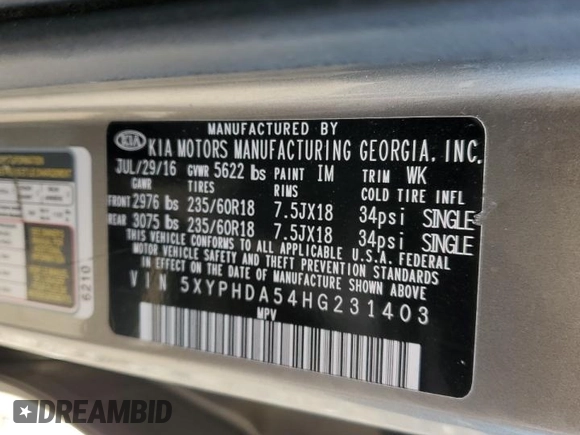 MANUFACTURED BY
KIA KIA MOTORS MANUFACTURING GEORGIA, INC.
JUL/29/16 GVWR 5622 lbs PAINT IM TRIM WK
GAWR TIRES RIMS COLD TIRE INFL
FRONT 2976 lbs 235/60R18 7.5JX18 34psi SINGLE
REAR 3075 lbs 235/60R18 7.5JX18 34psi SINGLE
THIS VEHICLE CONFORMS TO ALL APPLICABLE U.S.A. FEDERAL
MOTOR VEHICLE SAFETY AND THEFT PREVENTION STANDARDS
IN EFFECT ON THE DATE OF MANUFACTURE SHOWN ABOVE.
VIN 5XYPHDA54HG231403
MPV
6210
DREAMBID